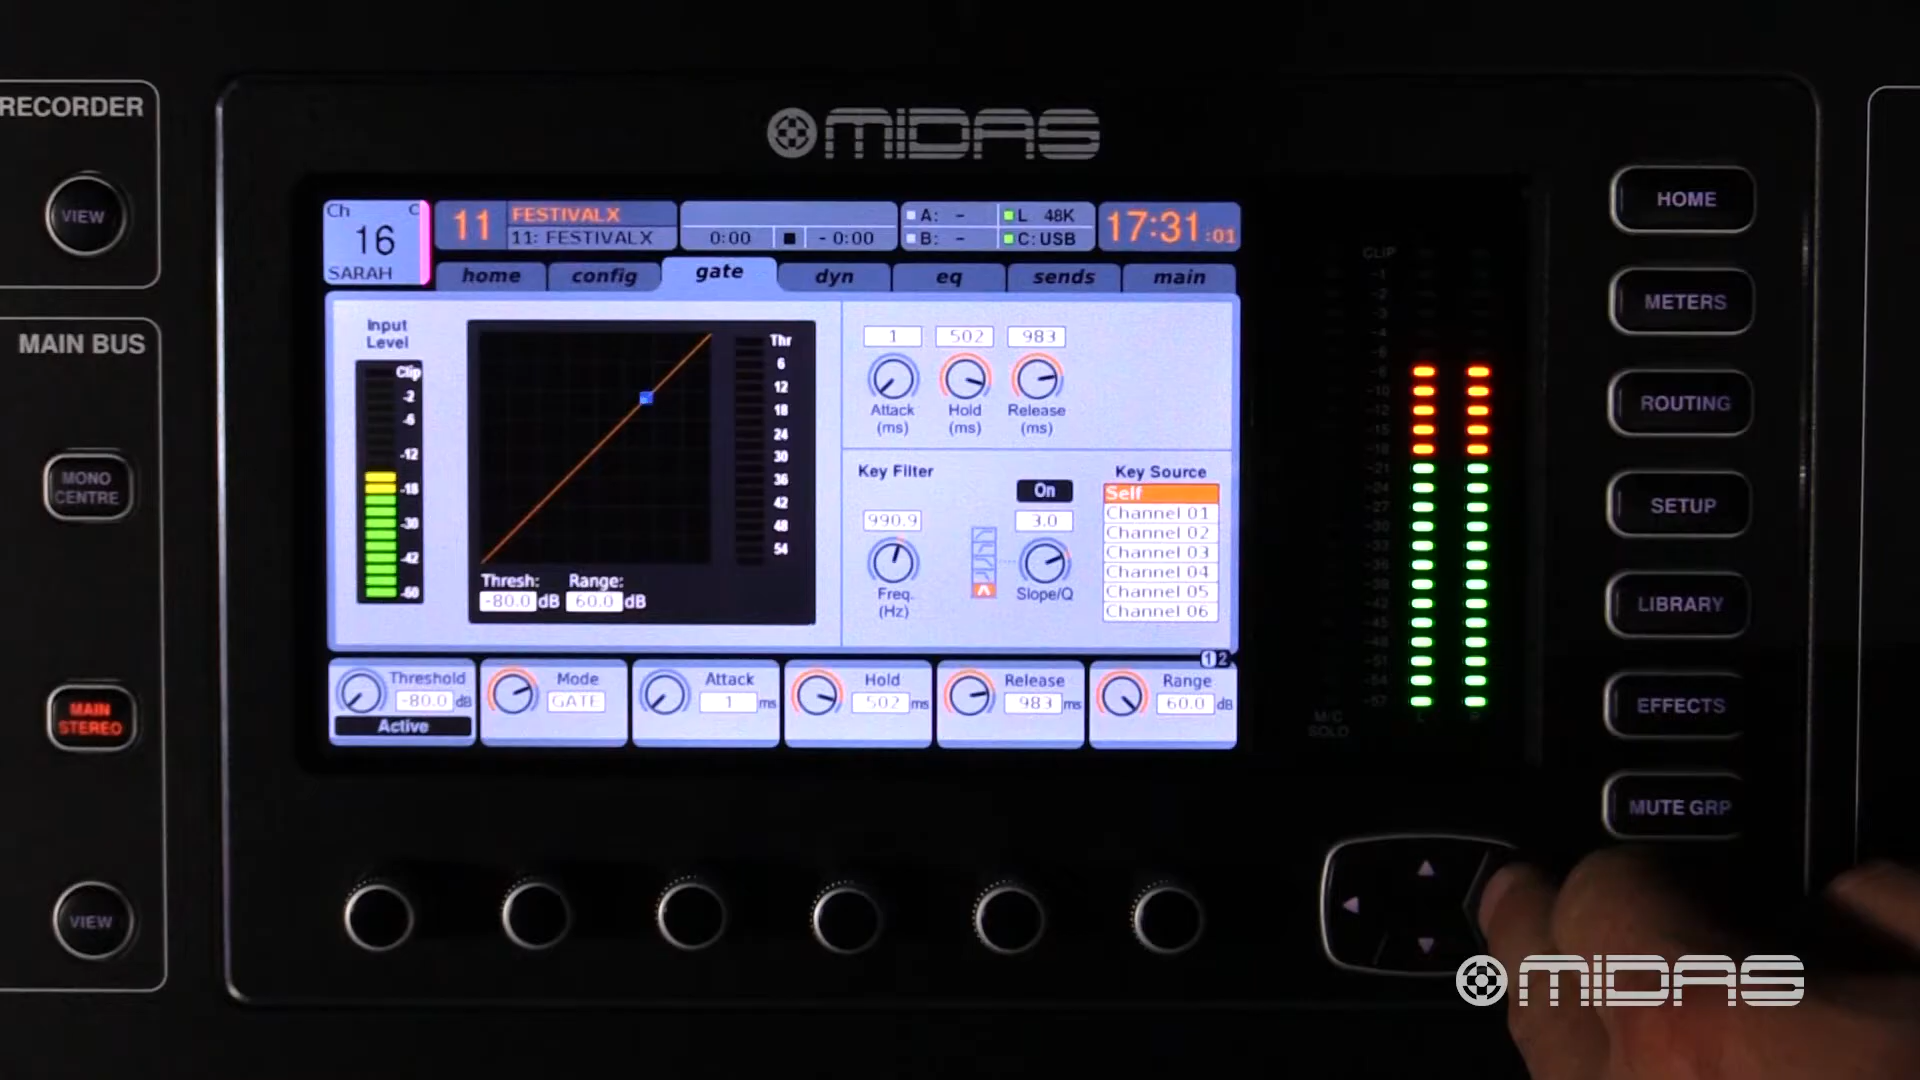 RECORDER
VIEW
MAIN BUS
MONO
CENTRE
MAIN
STEREO
VIEW
MIDAS
Ch
C
16
SARAH
11
FESTIVALX
11: FESTIVALX
0:00
- 0:00
A: -
L 48K
B: -
C: USB
17:31:01
home
config
gate
dyn
eq
sends
main
Input
Level
Clip
-2
-6
-12
-18
-30
-42
-60
Thr
6
12
18
24
30
36
42
48
54
Thresh:
Range:
-80.0 dB
60.0 dB
1
502
983
Attack
(ms)
Hold
(ms)
Release
(ms)
Key Filter
990.9
Freq.
(Hz)
On
3.0
Slope/Q
Key Source
Self
Channel 01
Channel 02
Channel 03
Channel 04
Channel 05
Channel 06
1 2
Threshold
-80.0 dB
Active
Mode
GATE
Attack
1 ms
Hold
502 ms
Release
983 ms
Range
60.0 dB
CLIP
-1
-2
-3
-4
-6
-8
-10
-12
-15
-18
-21
-24
-27
-30
-33
-36
-39
-42
-45
-48
-51
-54
-57
L
R
M/C
SOLO
HOME
METERS
ROUTING
SETUP
LIBRARY
EFFECTS
MUTE GRP
MIDAS